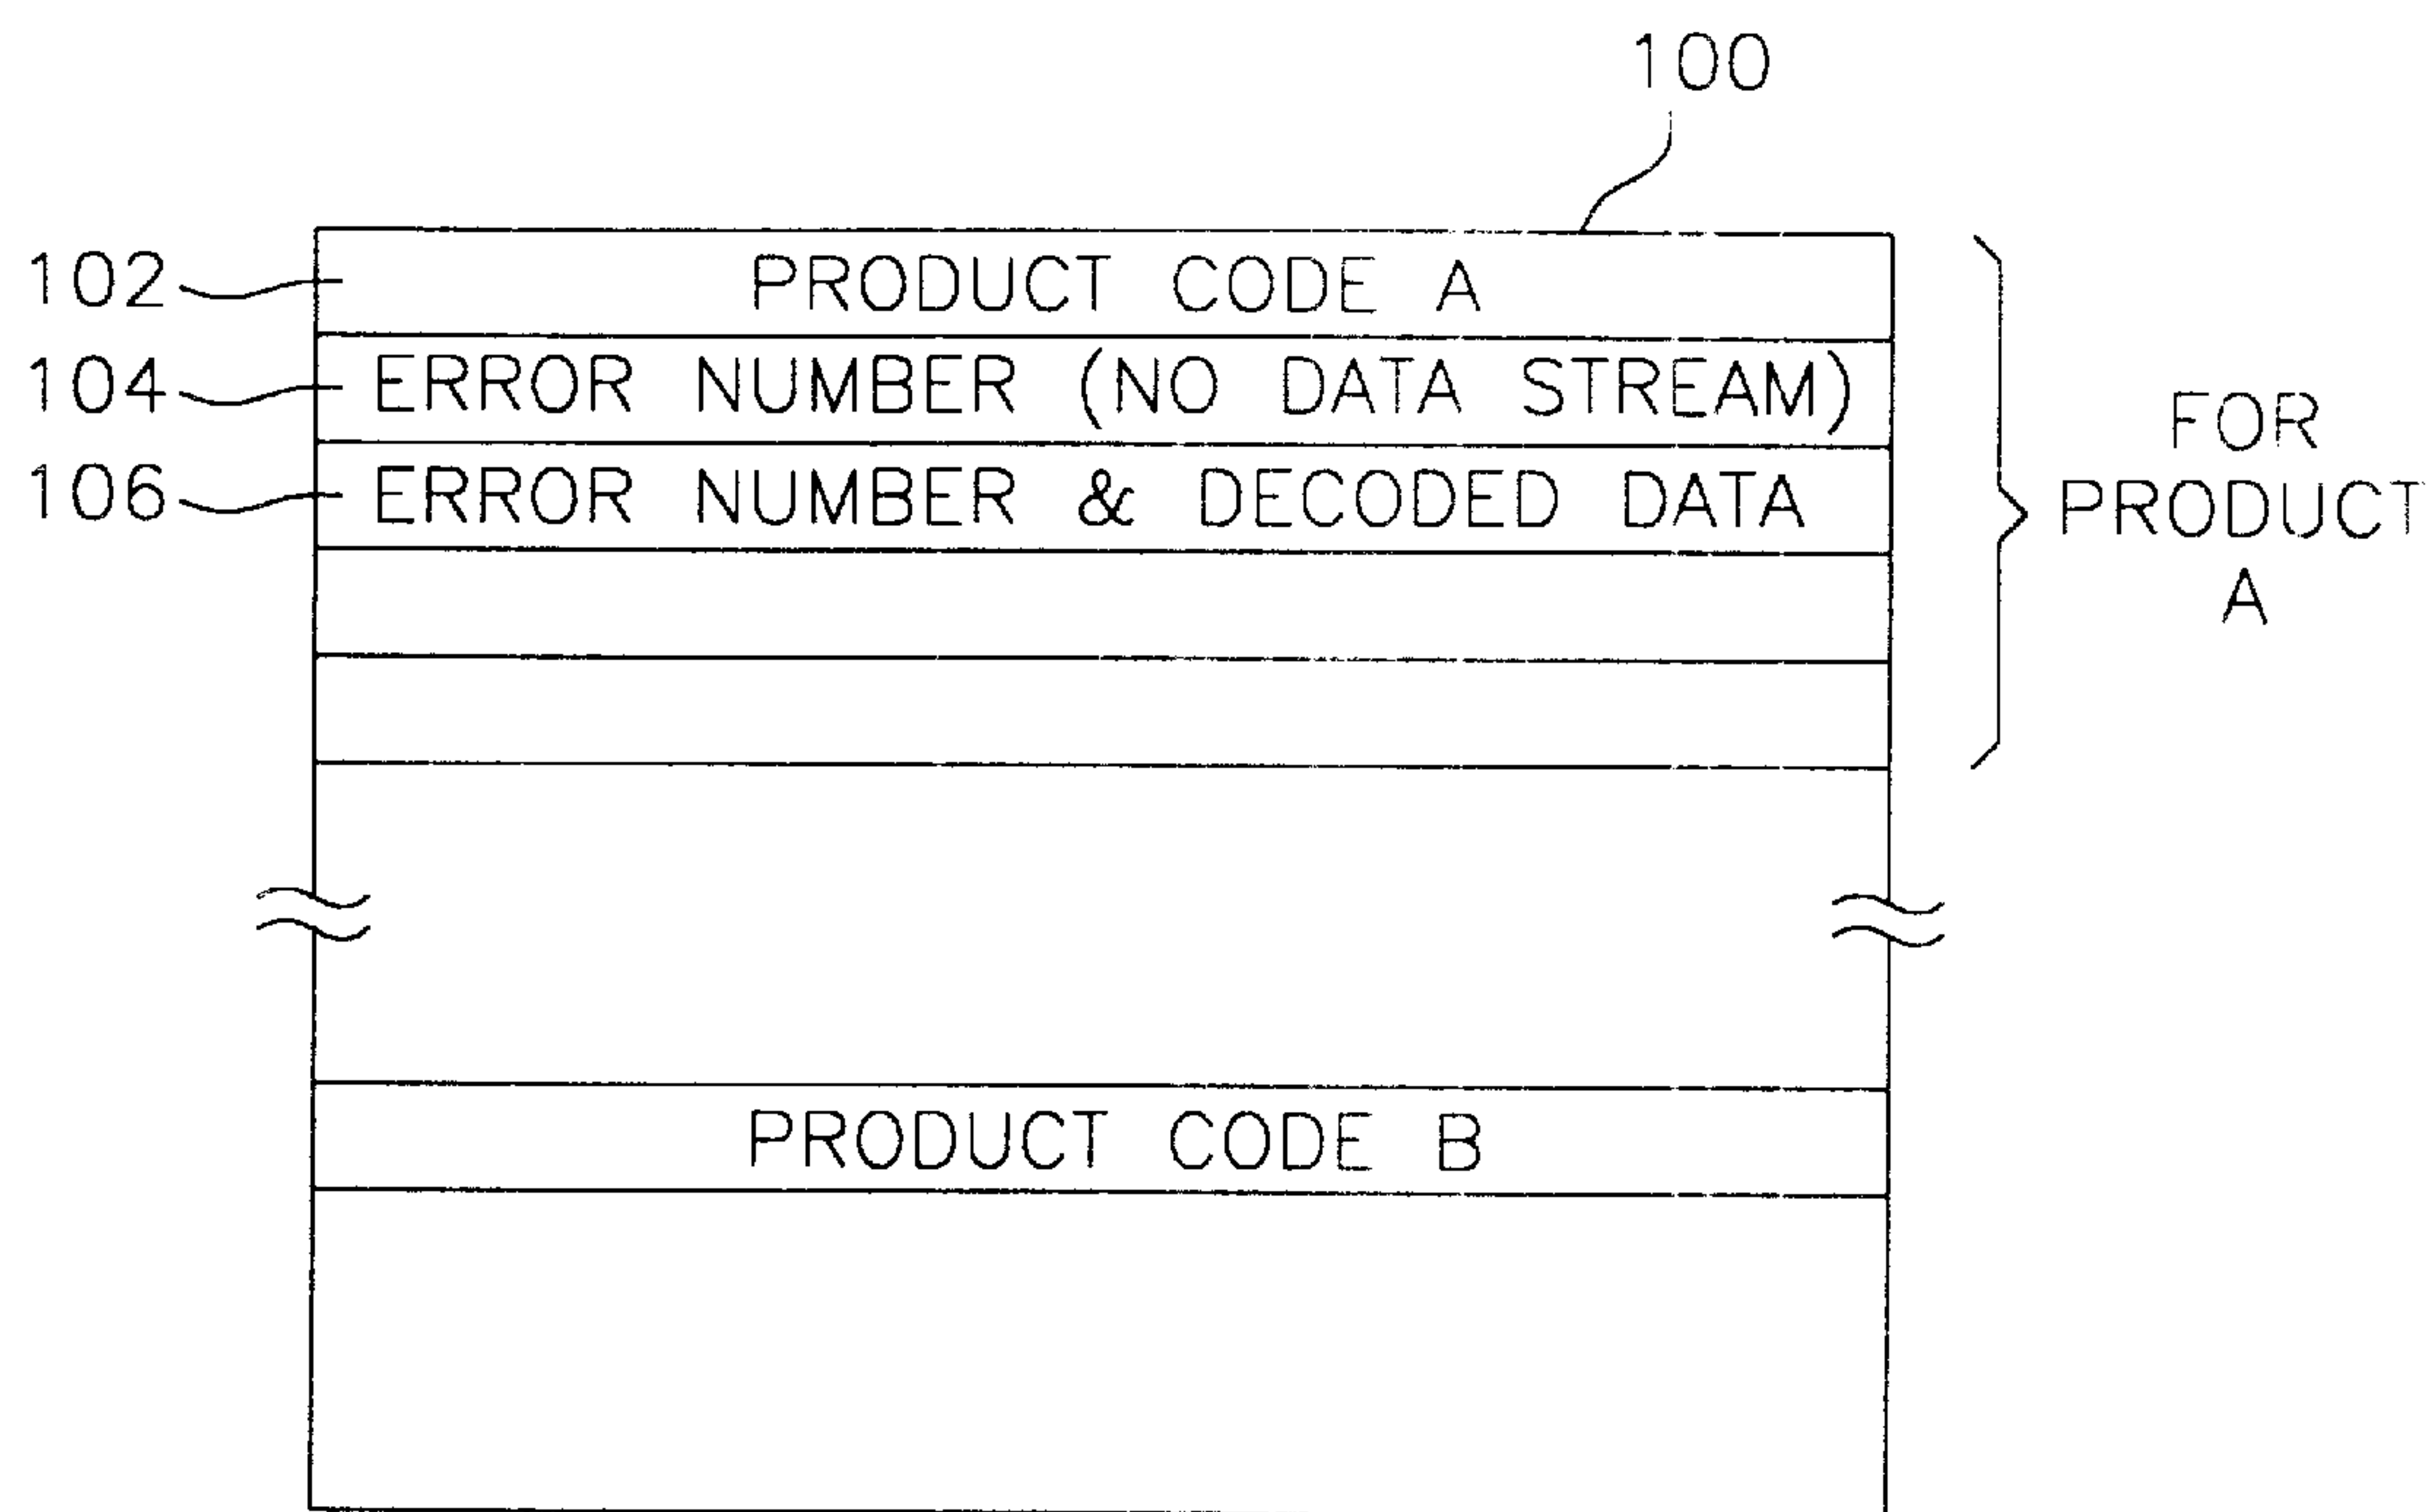 100
102 PRODUCT CODE A
104 ERROR NUMBER (NO DATA STREAM)
106 ERROR NUMBER & DECODED DATA
FOR
PRODUCT
A
PRODUCT CODE B